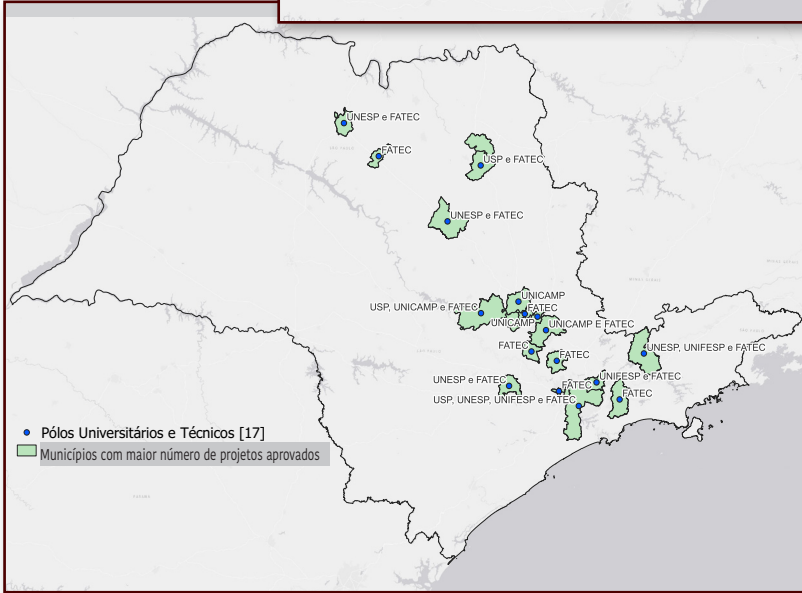 UNESP e FATEC
FATEC
USP e FATEC
UNESP e FATEC
UNICAMP
USP, UNICAMP e FATEC
FATEC
UNICAMP
UNICAMP E FATEC
FATEC
FATEC
UNESP, UNIFESP e FATEC
UNIFESP e FATEC
UNESP e FATEC
FATEC
FATEC
USP, UNESP, UNIFESP e FATEC
Pólos Universitários e Técnicos [17]
Municípios com maior número de projetos aprovados